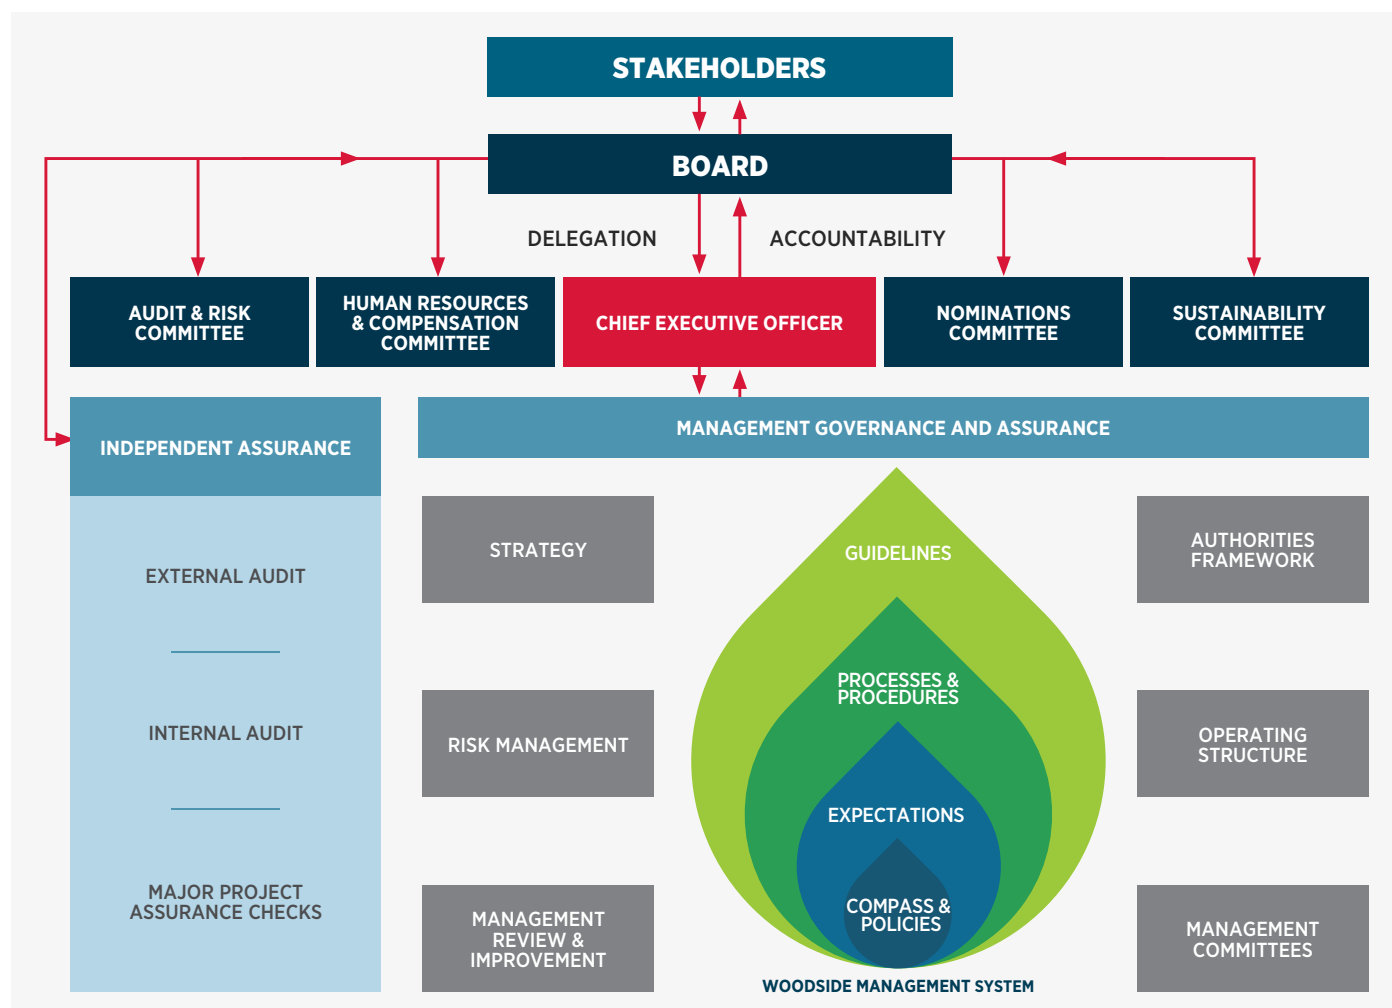 STAKEHOLDERS
BOARD
DELEGATION
ACCOUNTABILITY
AUDIT & RISK
COMMITTEE
HUMAN RESOURCES
& COMPENSATION
COMMITTEE
CHIEF EXECUTIVE OFFICER
NOMINATIONS
COMMITTEE
SUSTAINABILITY
COMMITTEE
INDEPENDENT ASSURANCE
EXTERNAL AUDIT
INTERNAL AUDIT
MAJOR PROJECT
ASSURANCE CHECKS
MANAGEMENT GOVERNANCE AND ASSURANCE
STRATEGY
RISK MANAGEMENT
MANAGEMENT
REVIEW &
IMPROVEMENT
GUIDELINES
PROCESSES &
PROCEDURES
EXPECTATIONS
COMPASS &
POLICIES
WOODSIDE MANAGEMENT SYSTEM
AUTHORITIES
FRAMEWORK
OPERATING
STRUCTURE
MANAGEMENT
COMMITTEES